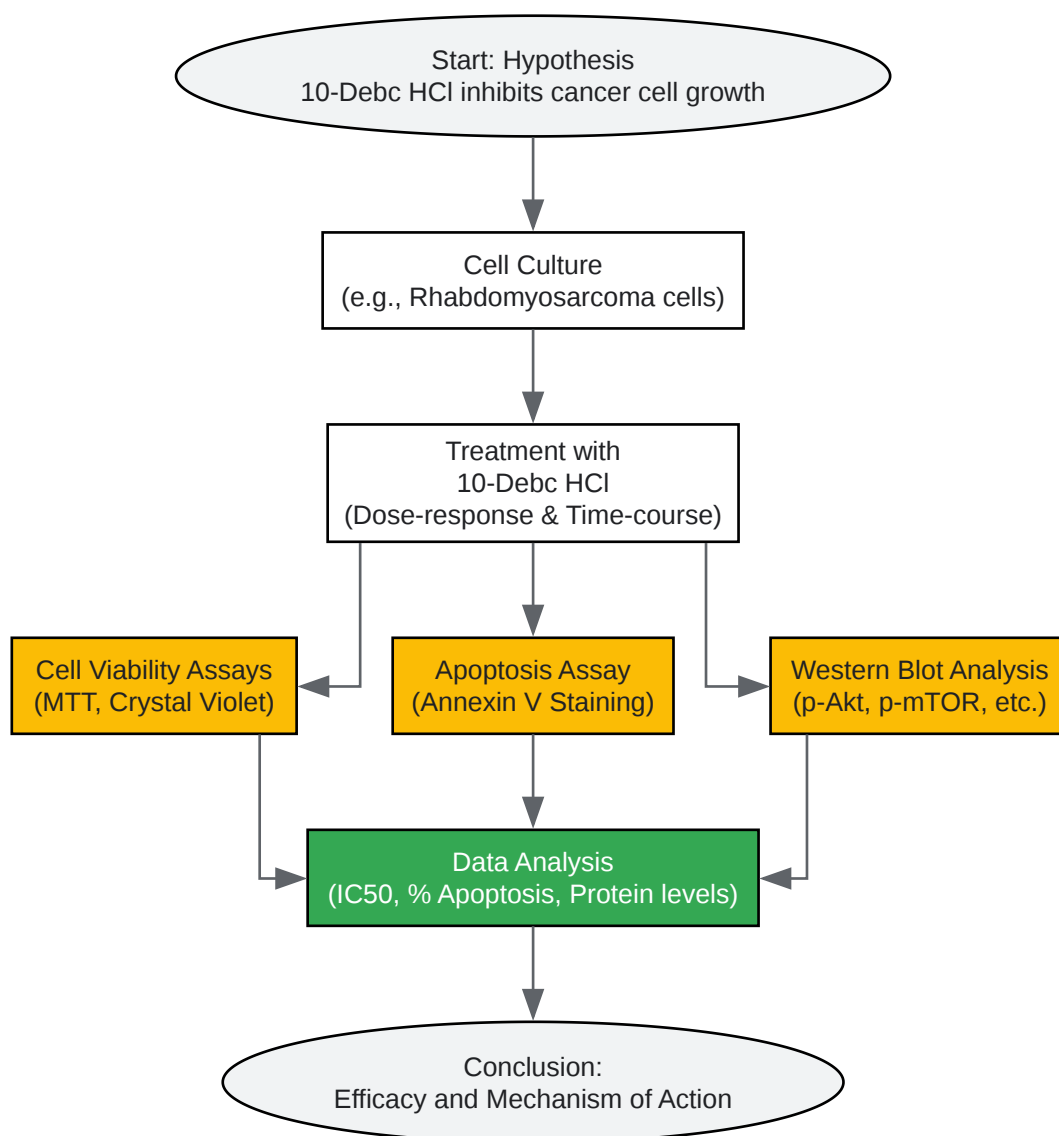 Start: Hypothesis
10-Debc HCl inhibits cancer cell growth
Cell Culture
(e.g., Rhabdomyosarcoma cells)
Treatment with
10-Debc HCl
(Dose-response & Time-course)
Cell Viability Assays
(MTT, Crystal Violet)
Apoptosis Assay
(Annexin V Staining)
Western Blot Analysis
(p-Akt, p-mTOR, etc.)
Data Analysis
(IC50, % Apoptosis, Protein levels)
Conclusion:
Efficacy and Mechanism of Action